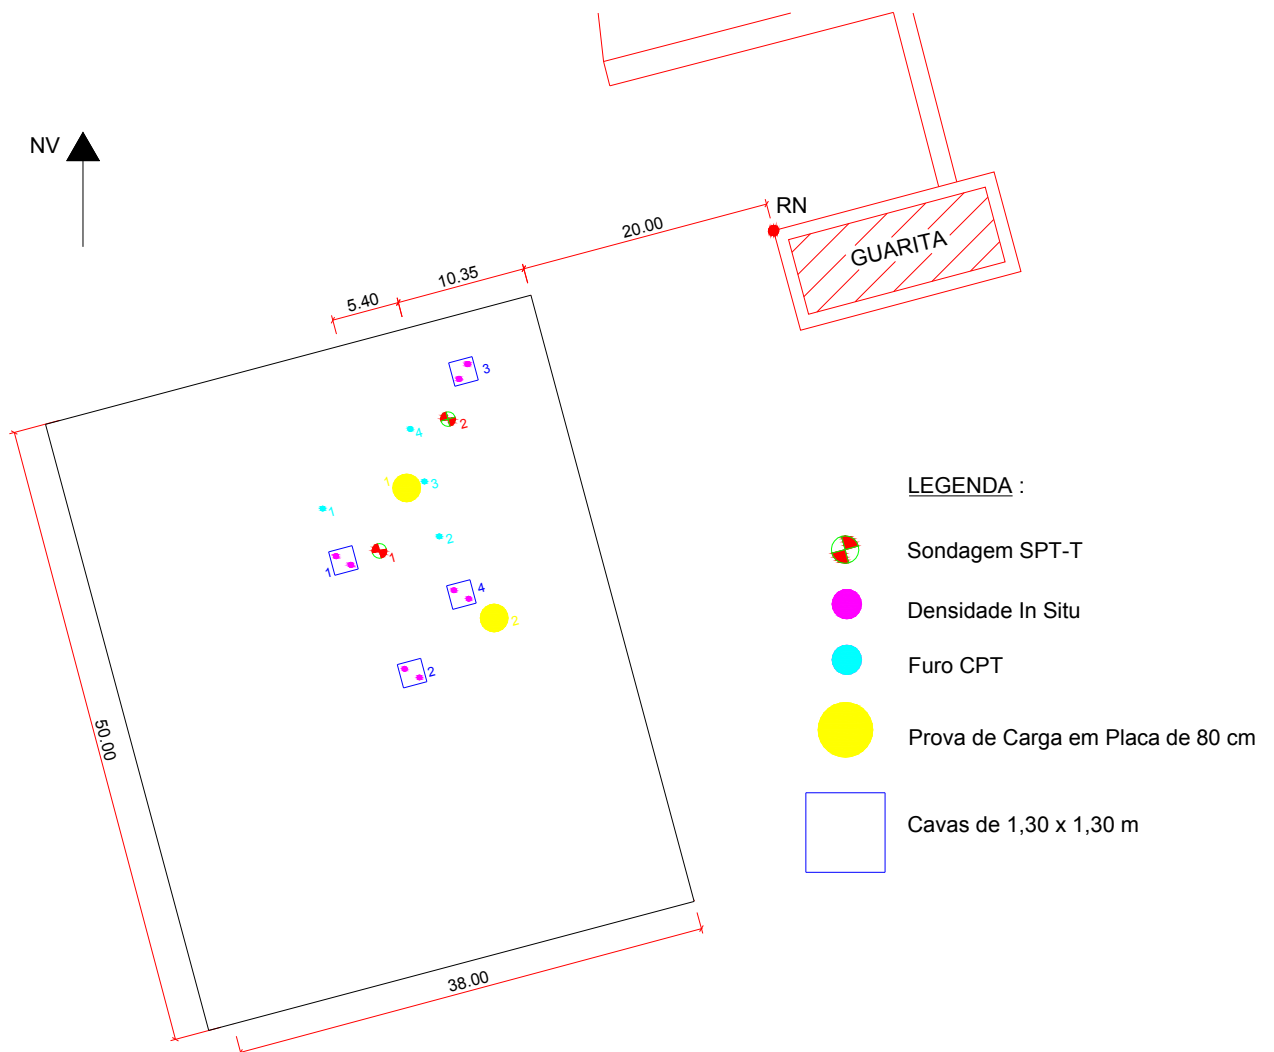 NV
RN
20.00
GUARITA
10.35
5.40
3
2
4
1
3
1
2
1
1
4
2
2
50.00
38.00
LEGENDA :
Sondagem SPT-T
Densidade In Situ
Furo CPT
Prova de Carga em Placa de 80 cm
Cavas de 1,30 x 1,30 m